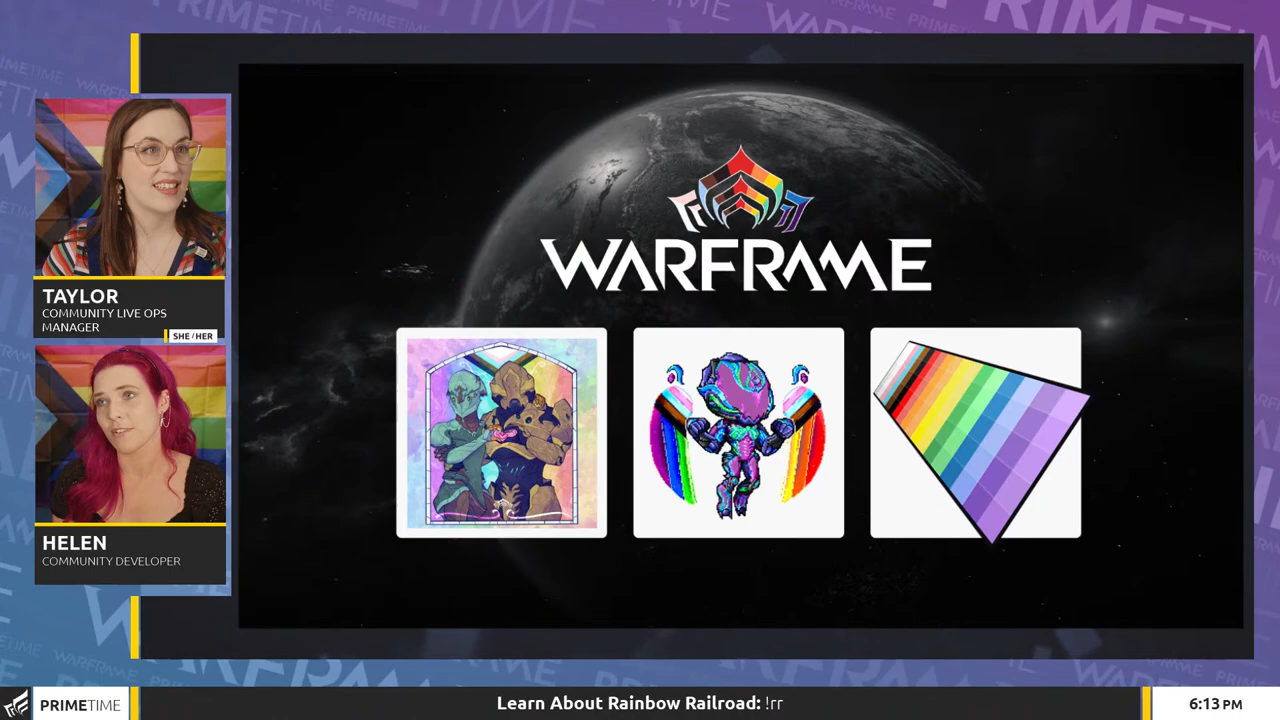 WARFRAME
TAYLOR
COMMUNITY LIVE OPS
MANAGER
SHE / HER
HELEN
COMMUNITY DEVELOPER
PRIMETIME
Learn About Rainbow Railroad: !rr
6:13 PM